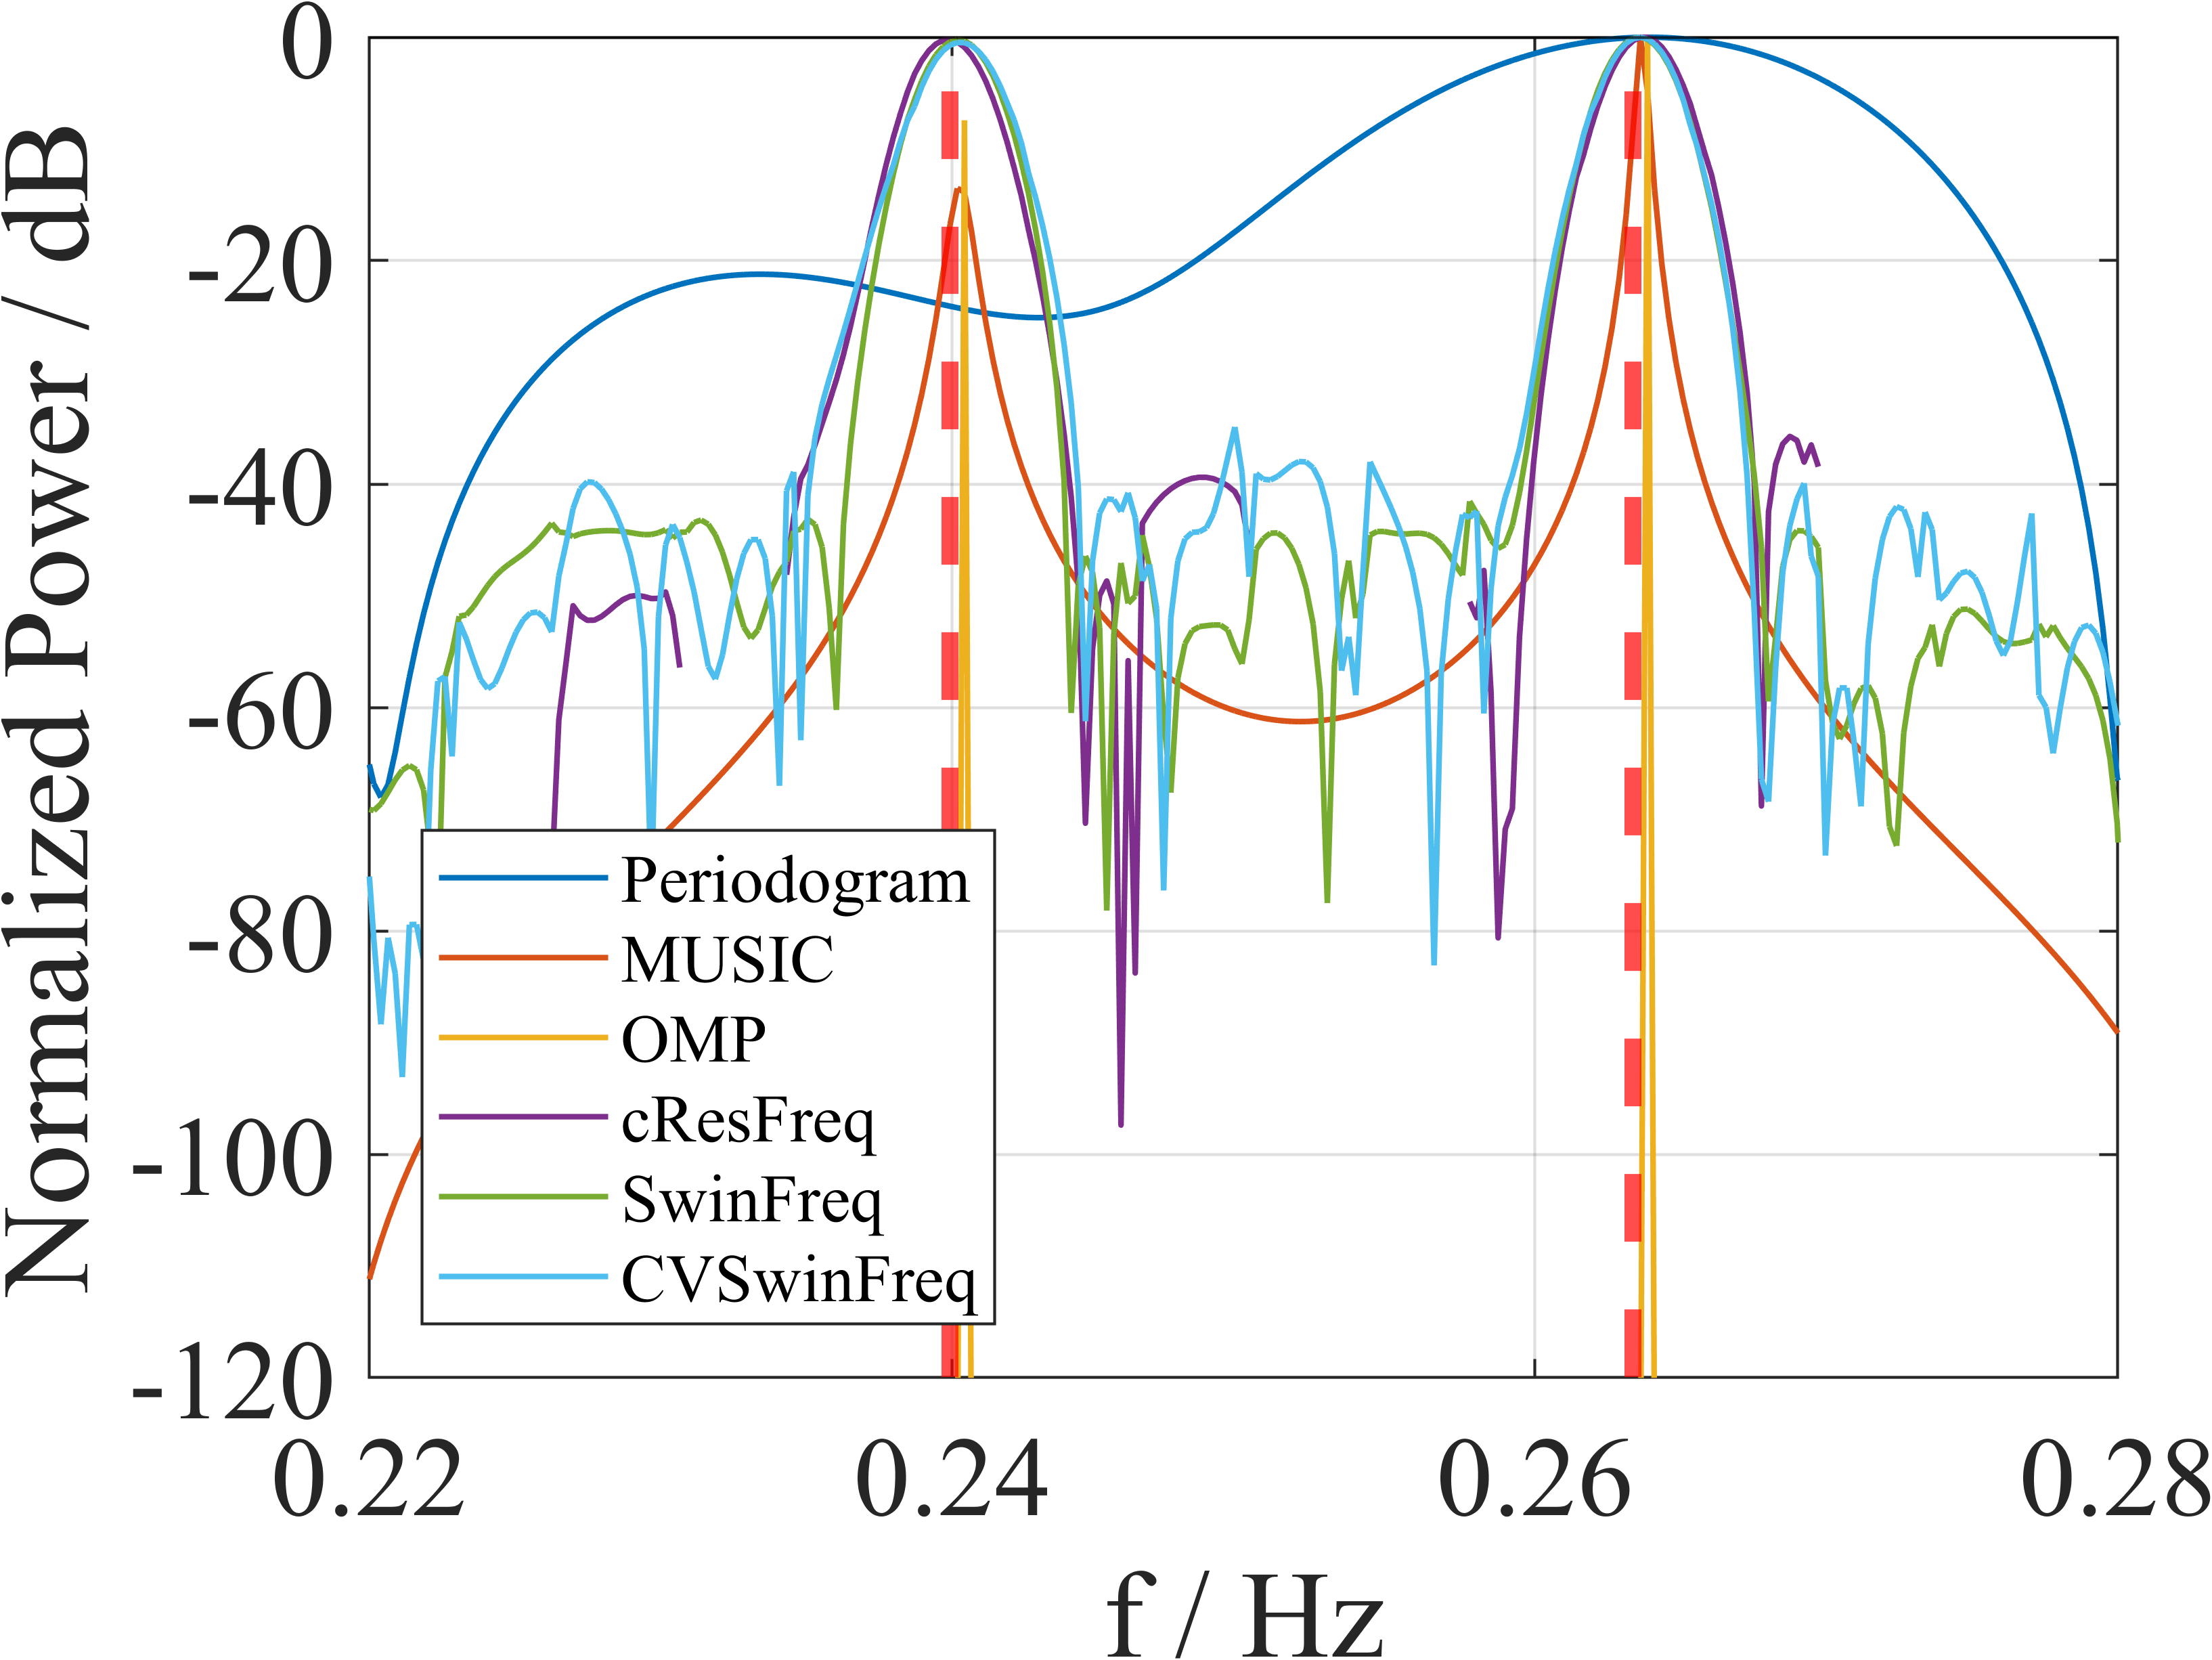 Normalized Power / dB
0
-20
-40
-60
-80
-100
-120
Periodogram
MUSIC
OMP
cResFreq
SwinFreq
CVSwinFreq
0.22 0.24 0.26 0.28
f / Hz